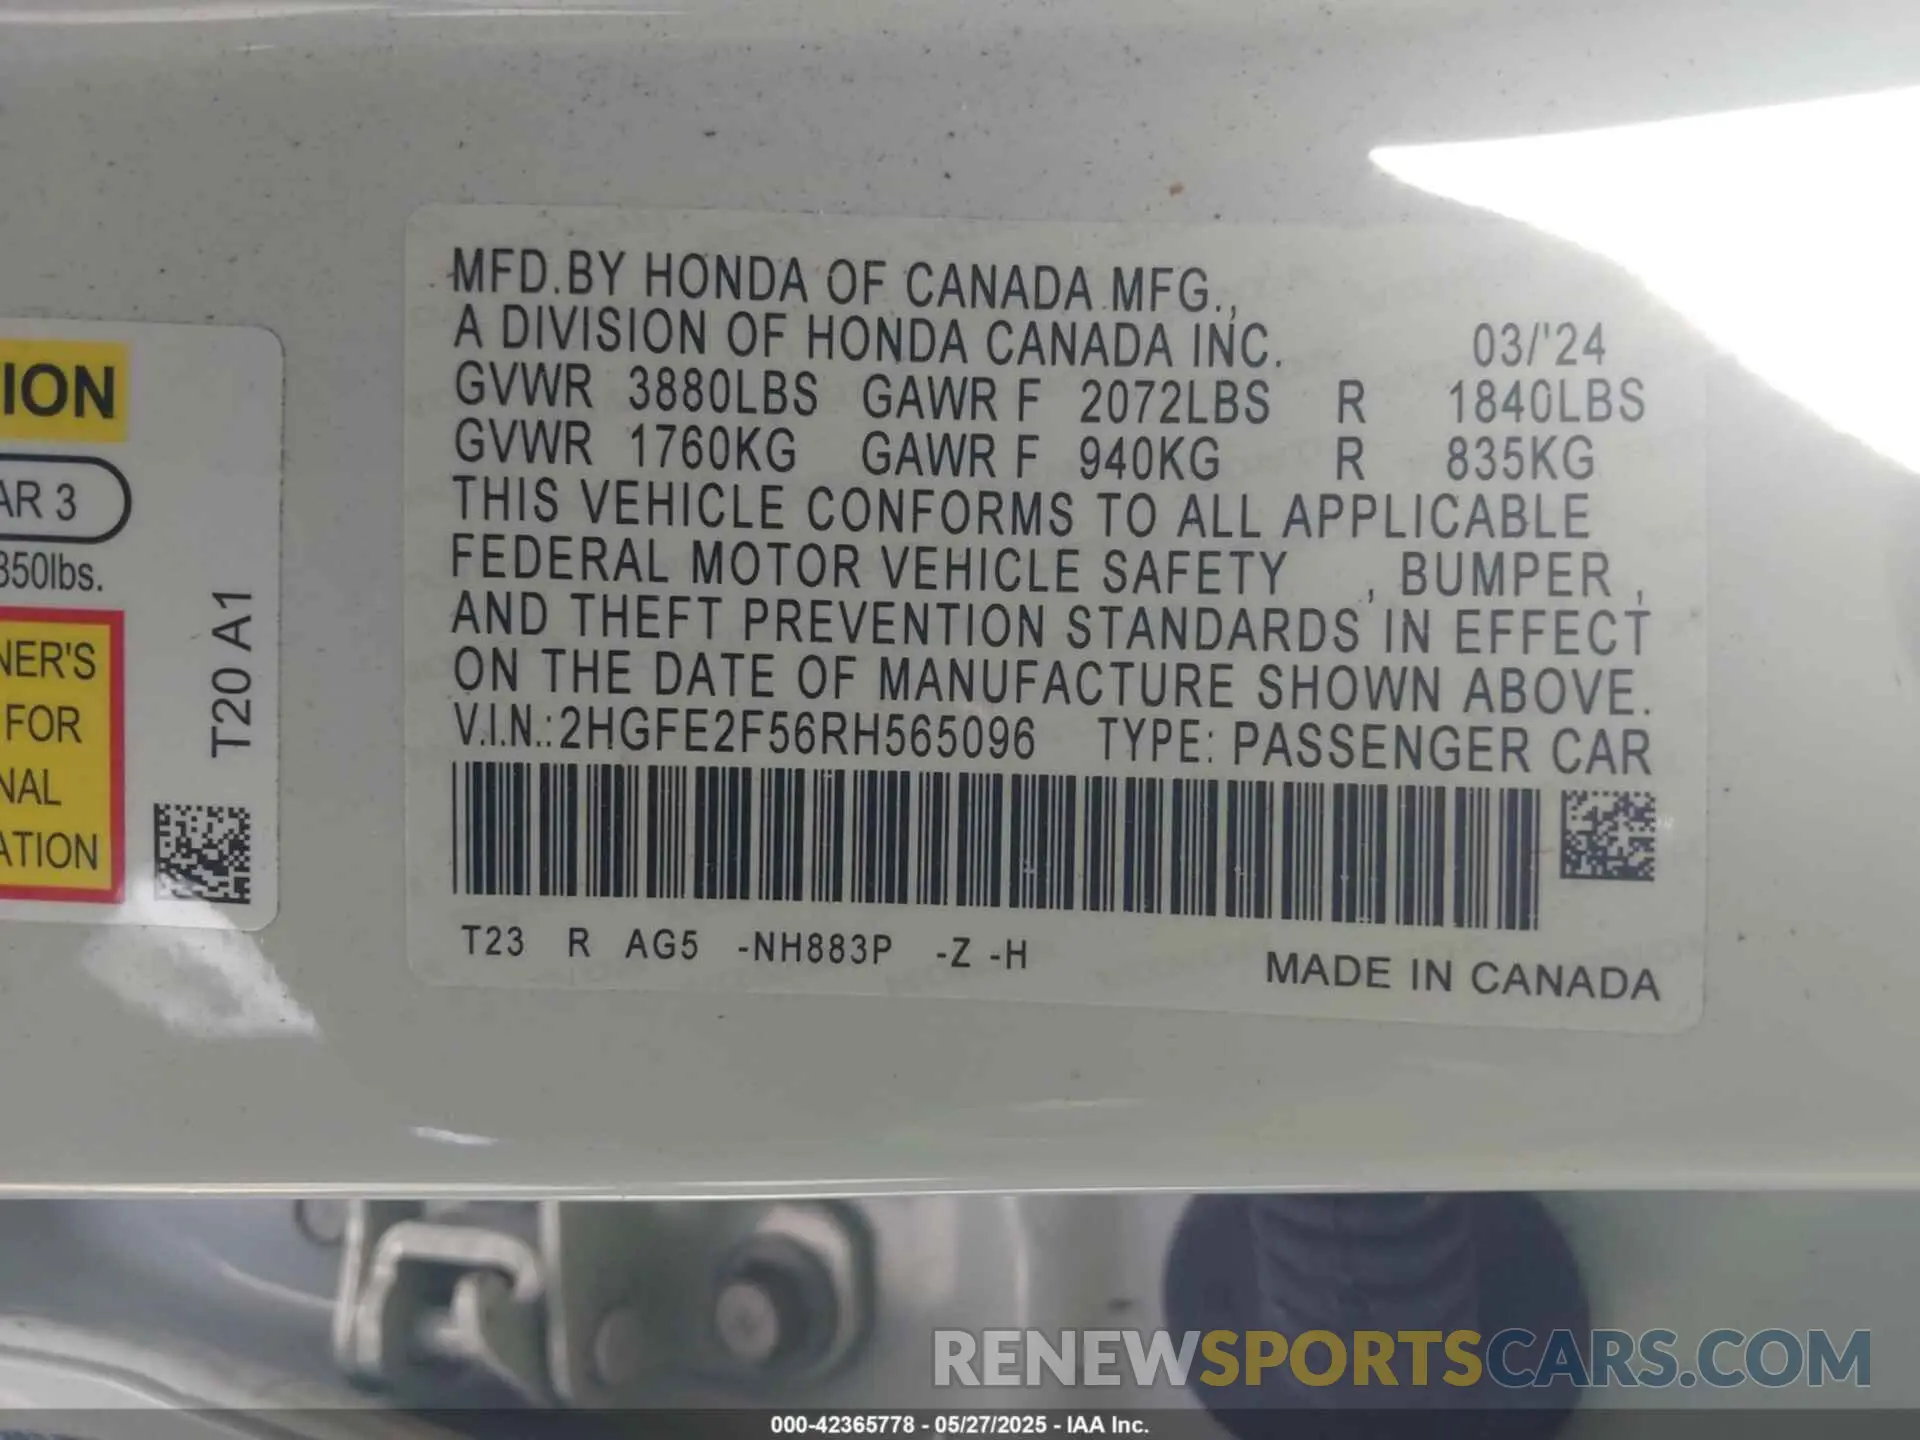 MFD.BY HONDA OF CANADA MFG.,
A DIVISION OF HONDA CANADA INC. 03/'24
GVWR 3880LBS GAWR F 2072LBS R 1840LBS
GVWR 1760KG GAWR F 940KG R 835KG
THIS VEHICLE CONFORMS TO ALL APPLICABLE
FEDERAL MOTOR VEHICLE SAFETY , BUMPER ,
AND THEFT PREVENTION STANDARDS IN EFFECT
ON THE DATE OF MANUFACTURE SHOWN ABOVE.
V.I.N.:2HGFE2F56RH565096 TYPE: PASSENGER CAR
T23 R AG5 -NH883P -Z -H
MADE IN CANADA
ION
AR 3
350lbs.
NER'S
FOR
NAL
ATION
T20 A1
RENEWSPORTSCARS.COM
000-42365778 - 05/27/2025 - IAA Inc.